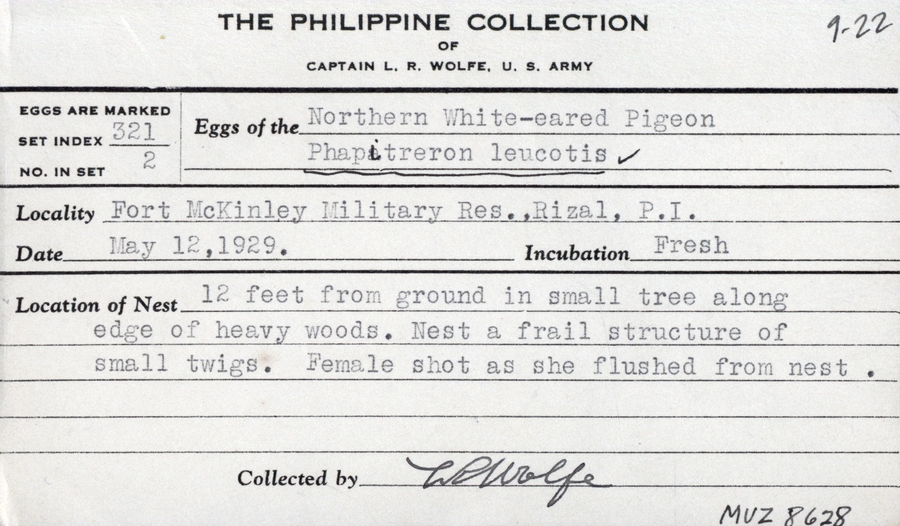 THE PHILIPPINE COLLECTION
9-22
OF
CAPTAIN L. R. WOLFE, U. S. ARMY
EGGS ARE MARKED
SET INDEX 321
NO. IN SET 2
Eggs of the Northern White-eared Pigeon
Phapitreron leucotis ✓
Locality Fort McKinley Military Res., Rizal, P.I.
Date May 12,1929. Incubation Fresh
Location of Nest 12 feet from ground in small tree along
edge of heavy woods. Nest a frail structure of
small twigs. Female shot as she flushed from nest .
Collected by LR Wolfe
MVZ 8628